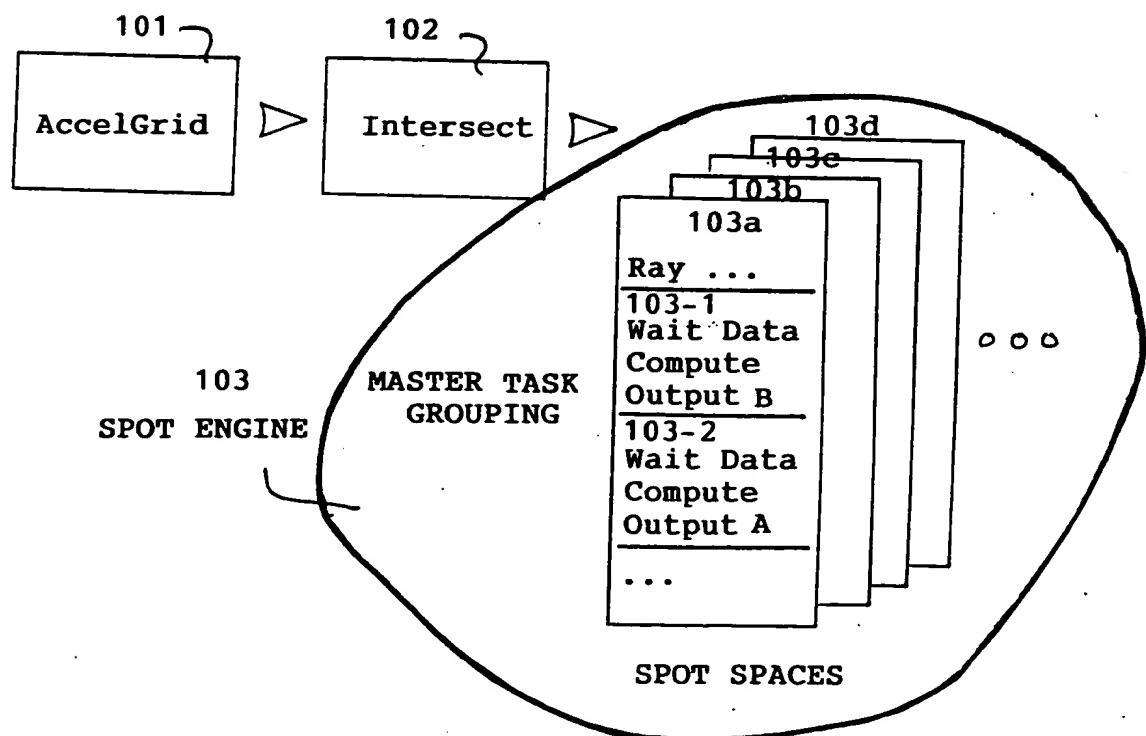 101
102
AccelGrid
Intersect
103d
103c
103b
103a
Ray ...
103-1
Wait Data
Compute
Output B
103-2
Wait Data
Compute
Output A
...
MASTER TASK
GROUPING
103
SPOT ENGINE
SPOT SPACES